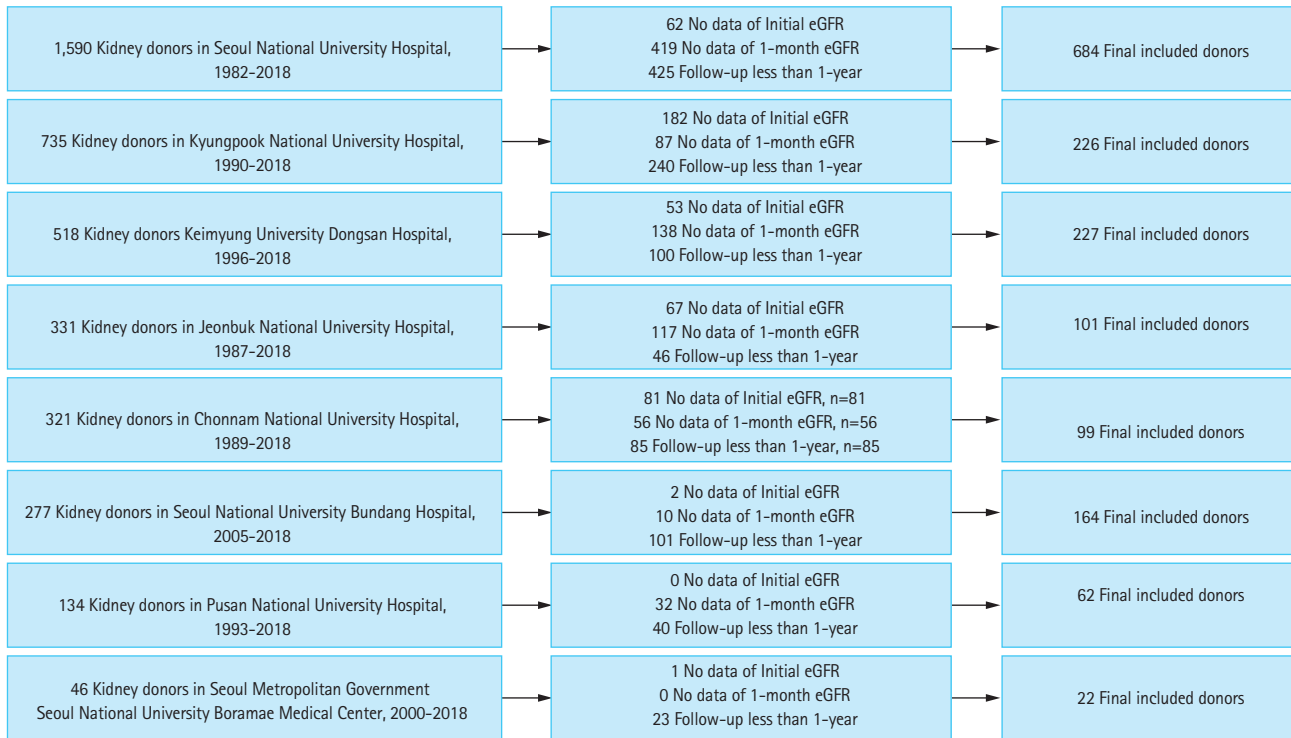 1,590 Kidney donors in Seoul National University Hospital,
1982-2018
62 No data of Initial eGFR
419 No data of 1-month eGFR
425 Follow-up less than 1-year
684 Final included donors
735 Kidney donors in Kyungpook National University Hospital,
1990-2018
182 No data of Initial eGFR
87 No data of 1-month eGFR
240 Follow-up less than 1-year
226 Final included donors
518 Kidney donors Keimyung University Dongsan Hospital,
1996-2018
53 No data of Initial eGFR
138 No data of 1-month eGFR
100 Follow-up less than 1-year
227 Final included donors
331 Kidney donors in Jeonbuk National University Hospital,
1987-2018
67 No data of Initial eGFR
117 No data of 1-month eGFR
46 Follow-up less than 1-year
101 Final included donors
321 Kidney donors in Chonnam National University Hospital,
1989-2018
81 No data of Initial eGFR, n=81
56 No data of 1-month eGFR, n=56
85 Follow-up less than 1-year, n=85
99 Final included donors
277 Kidney donors in Seoul National University Bundang Hospital,
2005-2018
2 No data of Initial eGFR
10 No data of 1-month eGFR
101 Follow-up less than 1-year
164 Final included donors
134 Kidney donors in Pusan National University Hospital,
1993-2018
0 No data of Initial eGFR
32 No data of 1-month eGFR
40 Follow-up less than 1-year
62 Final included donors
46 Kidney donors in Seoul Metropolitan Government
Seoul National University Boramae Medical Center, 2000-2018
1 No data of Initial eGFR
0 No data of 1-month eGFR
23 Follow-up less than 1-year
22 Final included donors